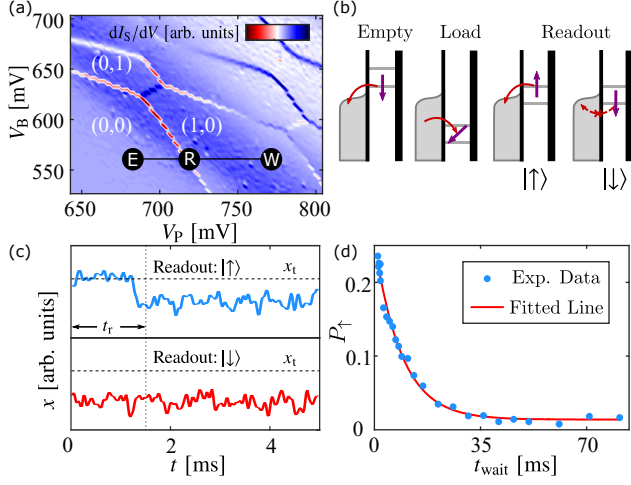 (a)
dI_S/dV [arb. units]
(0,1)
(0,0)
(1,0)
E
R
W
V_B [mV]
650
600
550
650
700
750
800
V_P [mV]
(b)
Empty
Load
Readout
|↑⟩
|↓⟩
(c)
Readout: |↑⟩
x_t
t_r
Readout: |↓⟩
x_t
x [arb. units]
0
2
4
t [ms]
(d)
Exp. Data
Fitted Line
P_↑
0.2
0.1
0
0
35
70
t_wait [ms]